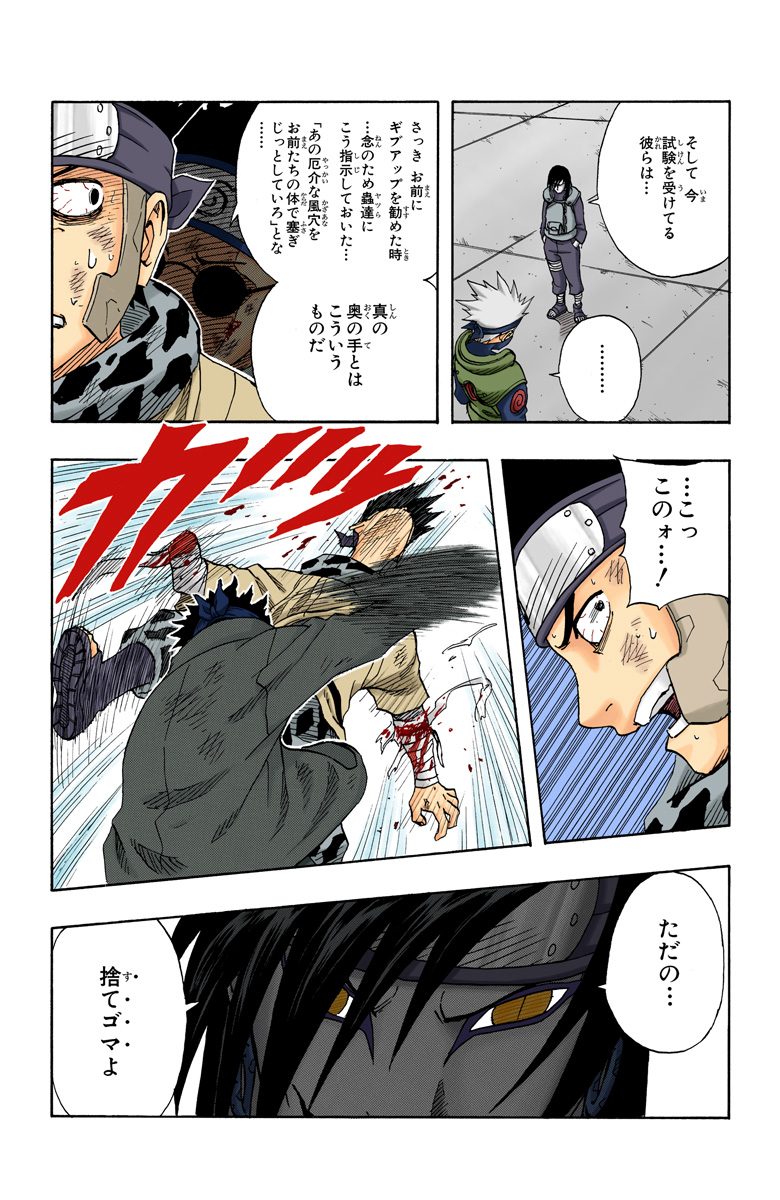 そして 今
試験を受けてる
彼らは…
………
さっき お前に
ギブアップを勧めた時
…念のため蟲達に
こう指示しておいた…
「あの厄介な風穴を
お前たちの体で塞ぎ
じっとしていろ」とな
……
真の
奥の手とは
こういう
ものだ
…こっ
このォ…！
ガッ
ただの…
捨てゴマよ